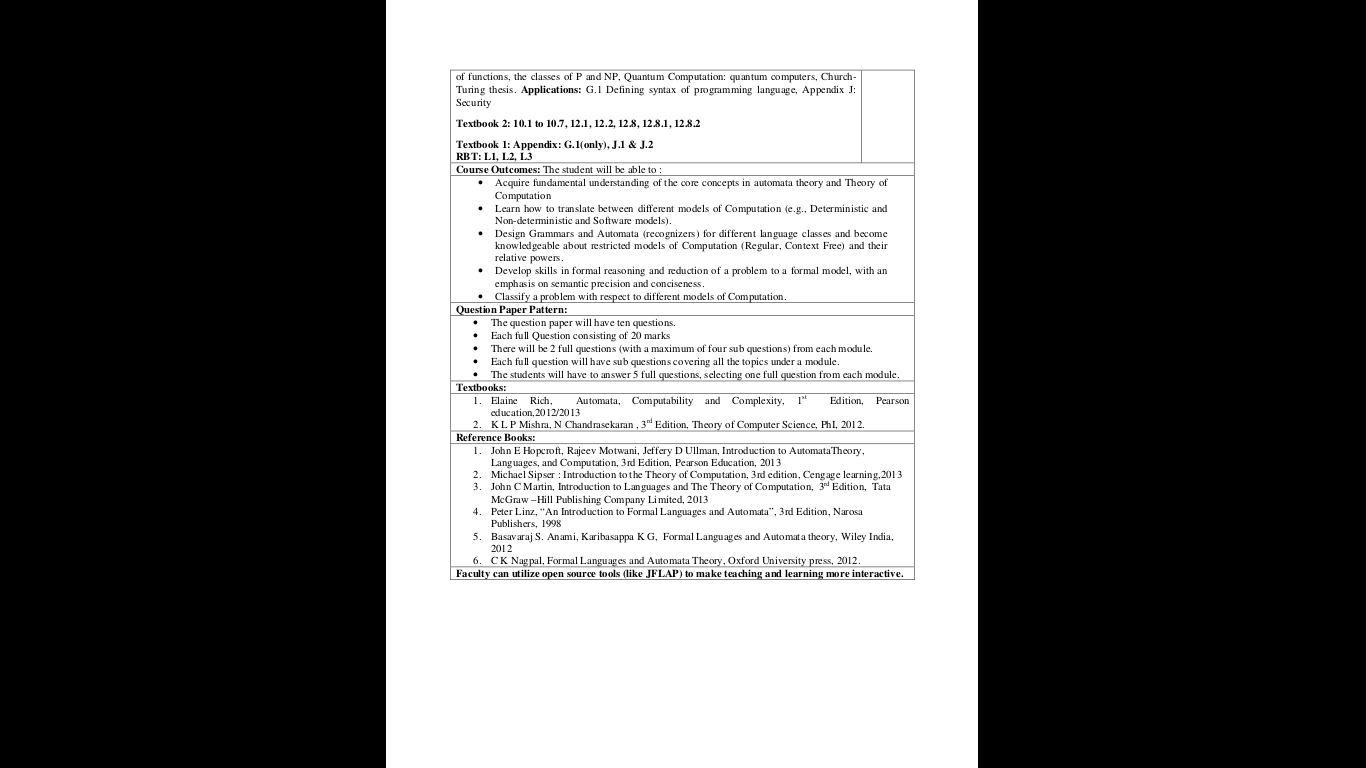 of functions, the classes of P and NP, Quantum Computation: quantum computers, Church-
Turing thesis. Applications: G.1 Defining syntax of programming language, Appendix J:
Security
Textbook 2: 10.1 to 10.7, 12.1, 12.2, 12.8, 12.8.1, 12.8.2
Textbook 1: Appendix: G.1(only), J.1 & J.2
RBT: L1, L2, L3
Course Outcomes: The student will be able to :
• Acquire fundamental understanding of the core concepts in automata theory and Theory of
Computation
• Learn how to translate between different models of Computation (e.g., Deterministic and
Non-deterministic and Software models).
• Design Grammars and Automata (recognizers) for different language classes and become
knowledgeable about restricted models of Computation (Regular, Context Free) and their
relative powers.
• Develop skills in formal reasoning and reduction of a problem to a formal model, with an
emphasis on semantic precision and conciseness.
• Classify a problem with respect to different models of Computation.
Question Paper Pattern:
• The question paper will have ten questions.
• Each full Question consisting of 20 marks
• There will be 2 full questions (with a maximum of four sub questions) from each module.
• Each full question will have sub questions covering all the topics under a module.
• The students will have to answer 5 full questions, selecting one full question from each module.
Textbooks:
1. Elaine Rich, Automata, Computability and Complexity, 1st Edition, Pearson
education,2012/2013
2. K L P Mishra, N Chandrasekaran , 3rd Edition, Theory of Computer Science, PhI, 2012.
Reference Books:
1. John E Hopcroft, Rajeev Motwani, Jeffery D Ullman, Introduction to AutomataTheory,
Languages, and Computation, 3rd Edition, Pearson Education, 2013
2. Michael Sipser : Introduction to the Theory of Computation, 3rd edition, Cengage learning,2013
3. John C Martin, Introduction to Languages and The Theory of Computation, 3rd Edition, Tata
McGraw –Hill Publishing Company Limited, 2013
4. Peter Linz, “An Introduction to Formal Languages and Automata”, 3rd Edition, Narosa
Publishers, 1998
5. Basavaraj S. Anami, Karibasappa K G, Formal Languages and Automata theory, Wiley India,
2012
6. C K Nagpal, Formal Languages and Automata Theory, Oxford University press, 2012.
Faculty can utilize open source tools (like JFLAP) to make teaching and learning more interactive.